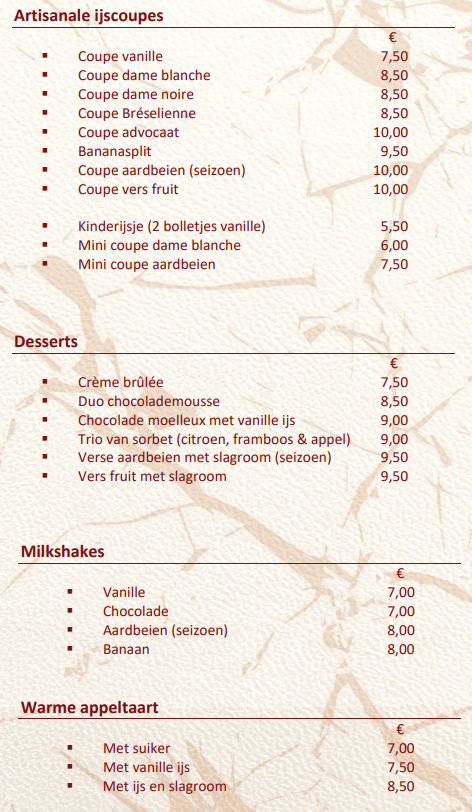 Artisanale ijscoupes
€
▪ Coupe vanille 7,50
▪ Coupe dame blanche 8,50
▪ Coupe dame noire 8,50
▪ Coupe Bréselienne 8,50
▪ Coupe advocaat 10,00
▪ Bananasplit 9,50
▪ Coupe aardbeien (seizoen) 10,00
▪ Coupe vers fruit 10,00
▪ Kinderijsje (2 bolletjes vanille) 5,50
▪ Mini coupe dame blanche 6,00
▪ Mini coupe aardbeien 7,50
Desserts
€
▪ Crème brûlée 7,50
▪ Duo chocolademousse 8,50
▪ Chocolade moelleux met vanille ijs 9,00
▪ Trio van sorbet (citroen, framboos & appel) 9,00
▪ Verse aardbeien met slagroom (seizoen) 9,50
▪ Vers fruit met slagroom 9,50
Milkshakes
€
▪ Vanille 7,00
▪ Chocolade 7,00
▪ Aardbeien (seizoen) 8,00
▪ Banaan 8,00
Warme appeltaart
€
▪ Met suiker 7,00
▪ Met vanille ijs 7,50
▪ Met ijs en slagroom 8,50